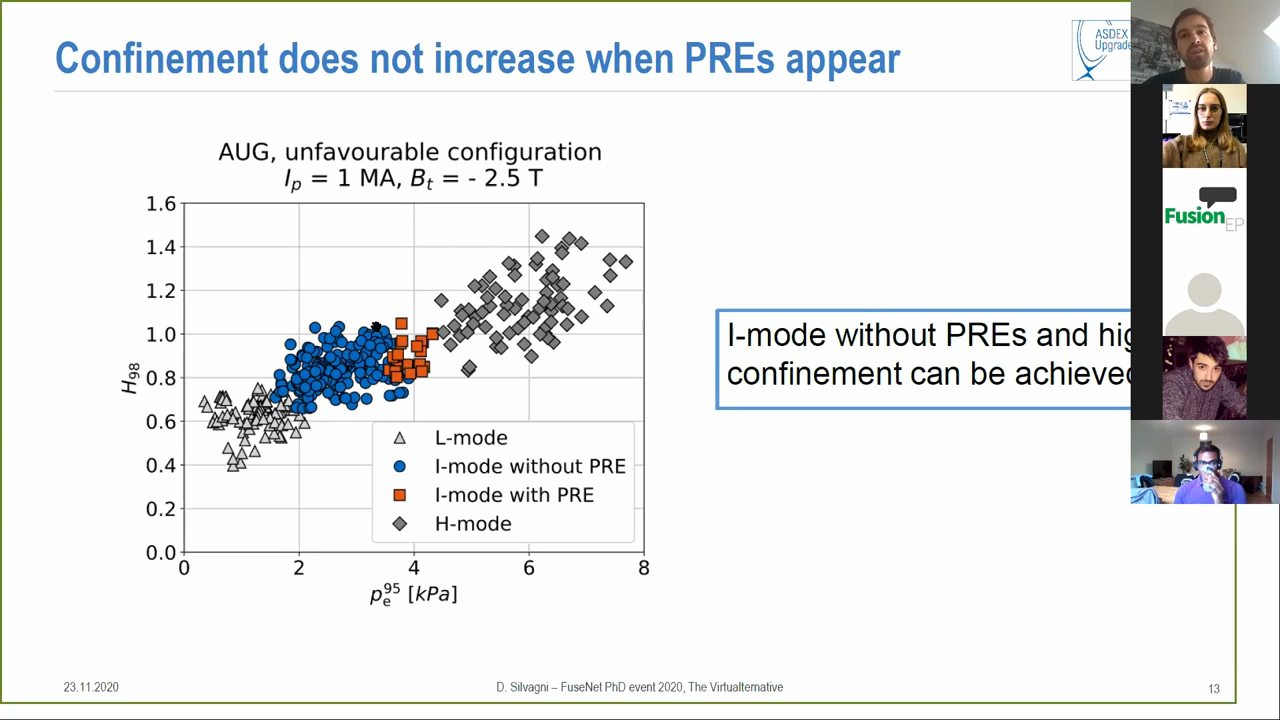 Confinement does not increase when PREs appear
ASDEX
Upgrade
AUG, unfavourable configuration
I_p = 1 MA, B_t = - 2.5 T
1.6
1.4
1.2
1.0
0.8
0.6
0.4
0.2
0.0
H_98
0 2 4 6 8
p_e^95 [kPa]
L-mode
I-mode without PRE
I-mode with PRE
H-mode
I-mode without PREs and hig
confinement can be achieved
Fusion
EP
23.11.2020
D. Silvagni – FuseNet PhD event 2020, The Virtualternative
13